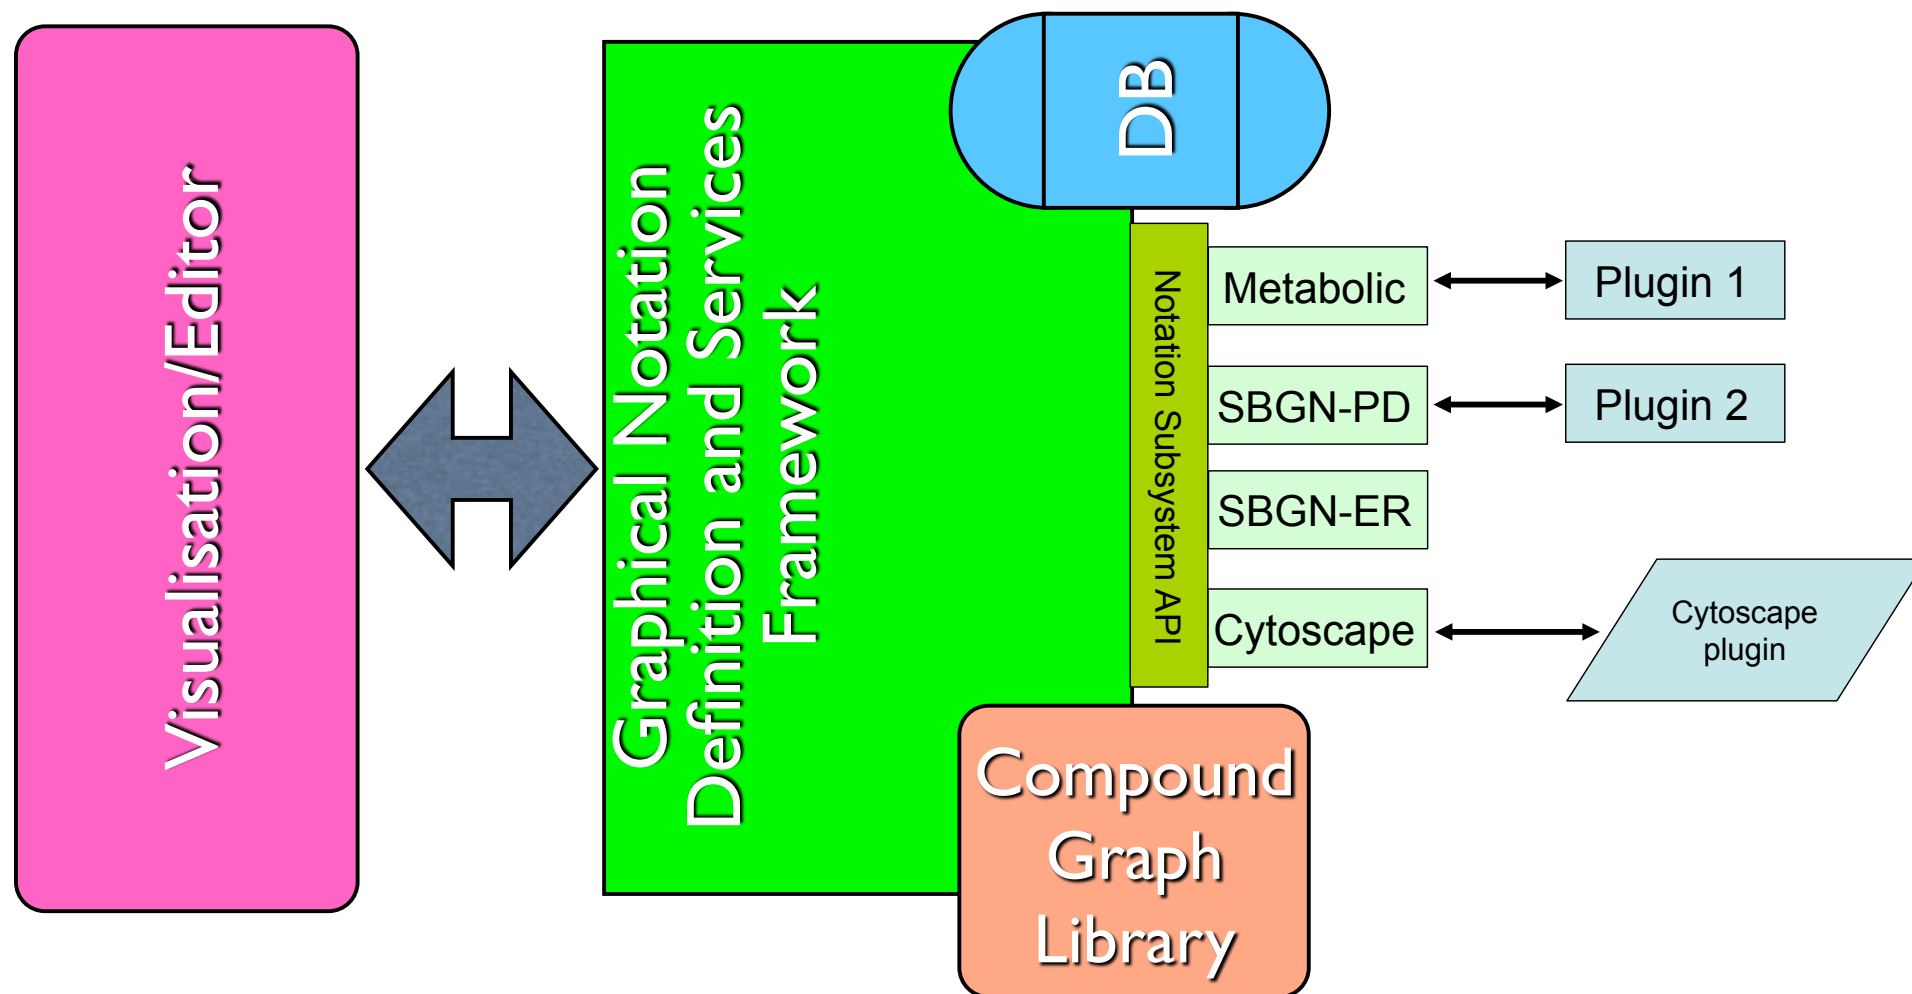 Visualisation/Editor
Graphical Notation
Definition and Services
Framework
DB
Notation Subsystem API
Metabolic
Plugin 1
SBGN-PD
Plugin 2
SBGN-ER
Cytoscape
Cytoscape
plugin
Compound
Graph
Library